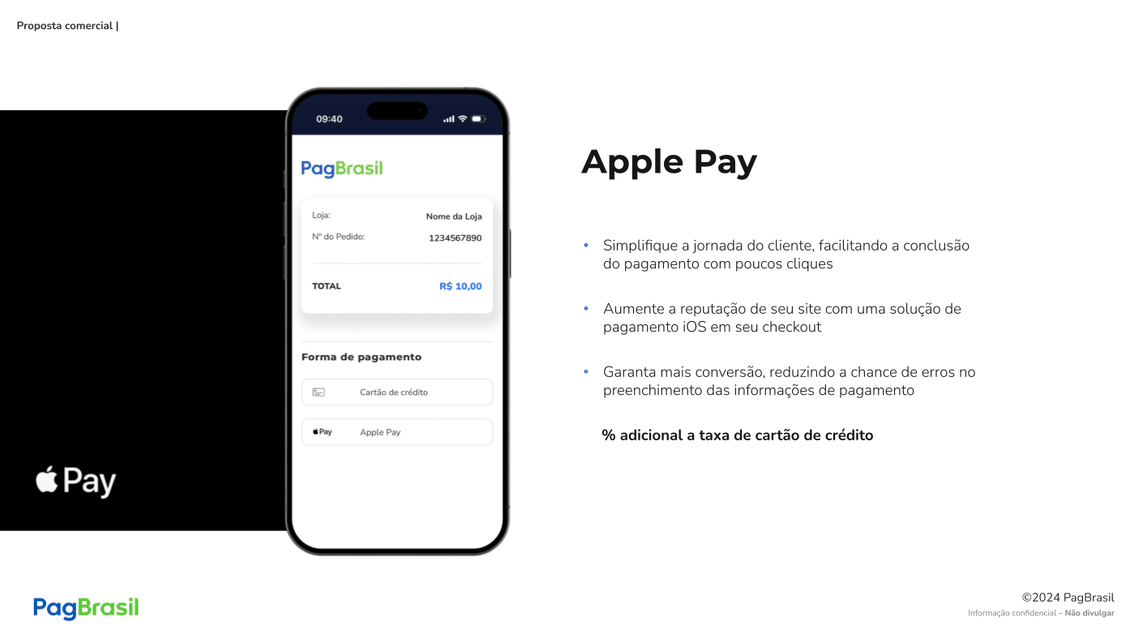 Proposta comercial |
09:40
PagBrasil
Loja: Nome da Loja
Nº do Pedido: 1234567890
TOTAL R$ 10,00
Forma de pagamento
Cartão de crédito
Pay Apple Pay
Pay
Apple Pay
• Simplifique a jornada do cliente, facilitando a conclusão
do pagamento com poucos cliques
• Aumente a reputação de seu site com uma solução de
pagamento iOS em seu checkout
• Garanta mais conversão, reduzindo a chance de erros no
preenchimento das informações de pagamento
% adicional a taxa de cartão de crédito
PagBrasil
©2024 PagBrasil
Informação confidencial – Não divulgar